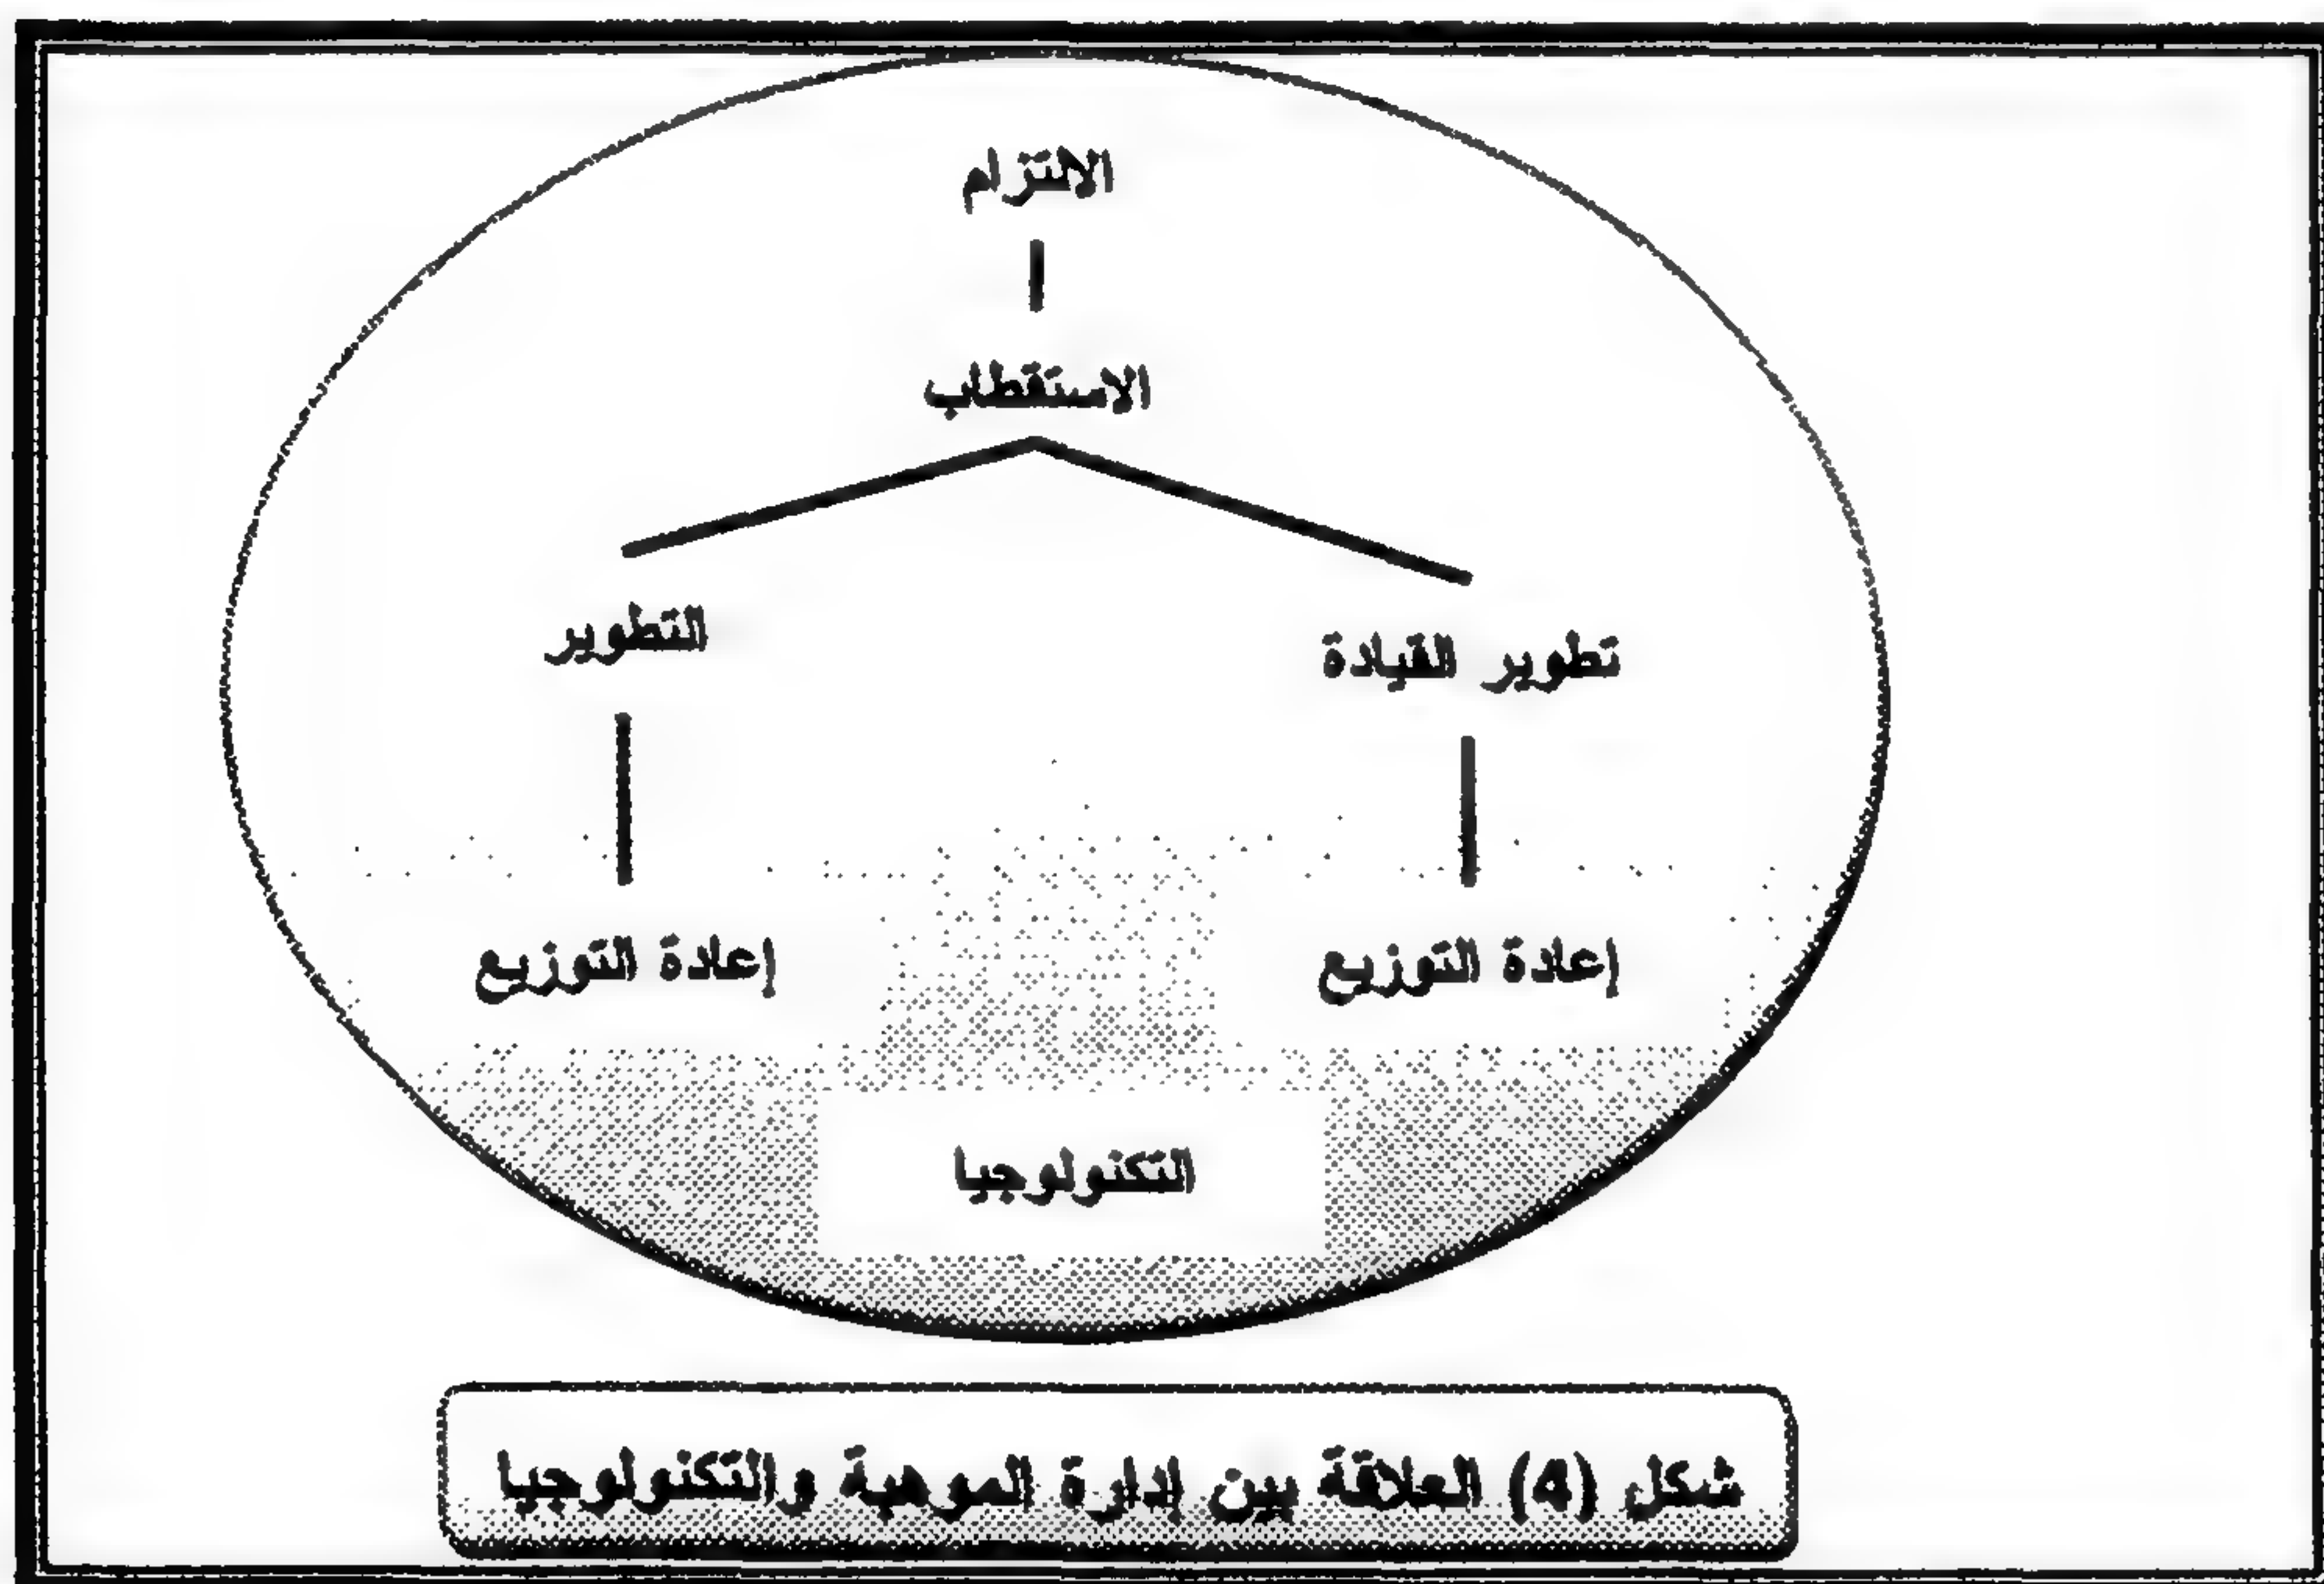 الالتزام
الاستقطاب
تطوير القيادة
التطوير
إعادة التوزيع
إعادة التوزيع
التكنولوجيا
شكل (4) العلاقة بين إدارة الموهبة والتكنولوجيا